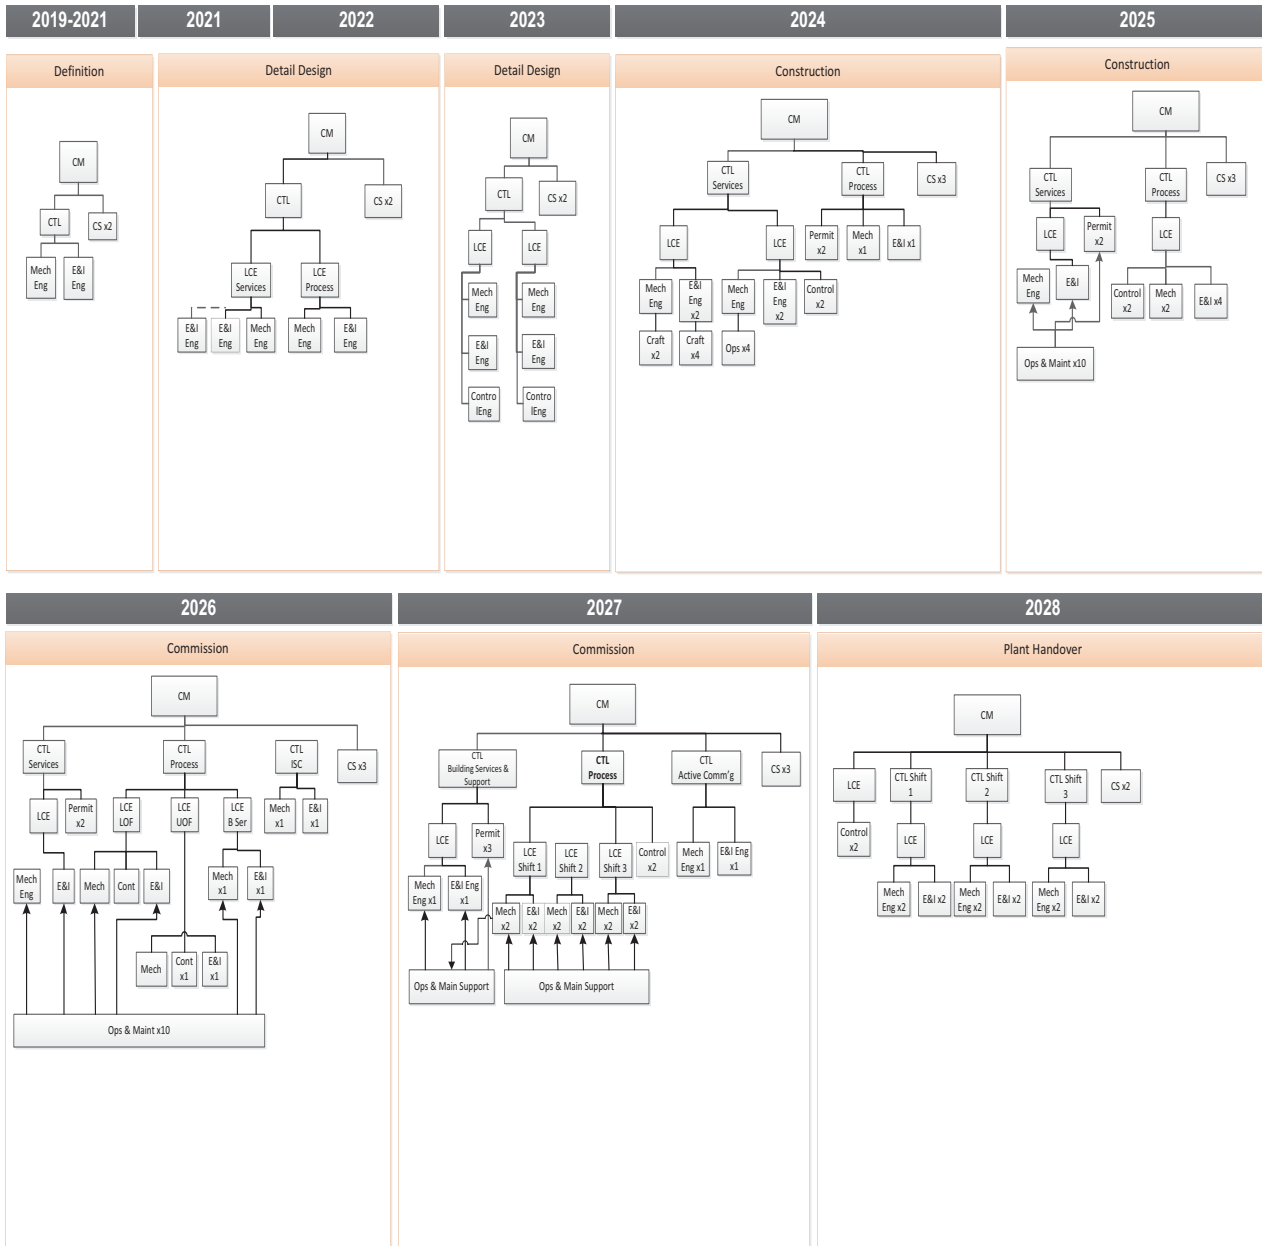 2019-2021
2021
2022
2023
2024
2025
Definition
Detail Design
Detail Design
Construction
Construction
CM
CTL
CS x2
Mech
Eng
E&I
Eng
CM
CTL
CS x2
LCE
Services
LCE
Process
E&I
Eng
E&I
Eng
Mech
Eng
Mech
Eng
E&I
Eng
CM
CTL
CS x2
LCE
LCE
Mech
Eng
Mech
Eng
E&I
Eng
E&I
Eng
Contro
lEng
Contro
lEng
CM
CTL
Services
CTL
Process
CS x3
LCE
LCE
Permit
x2
Mech
x1
E&I x1
Mech
Eng
E&I
Eng
x2
Mech
Eng
E&I
Eng
x2
Control
x2
Craft
x2
Craft
x4
Ops x4
CM
CTL
Services
CTL
Process
CS x3
LCE
Permit
x2
LCE
Mech
Eng
E&I
Control
x2
Mech
x2
E&I x4
Ops & Maint x10
2026
2027
2028
Commission
Commission
Plant Handover
CM
CTL
Services
CTL
Process
CTL
ISC
CS x3
LCE
Permit
x2
LCE
LOF
LCE
UOF
LCE
B Ser
Mech
x1
E&I
x1
Mech
Eng
E&I
Mech
Cont
E&I
Mech
x1
E&I
x1
Mech
Cont
x1
E&I
x1
Ops & Maint x10
CM
CTL
Building Services &
Support
CTL
Process
CTL
Active Comm'g
CS x3
LCE
Permit
x3
LCE
Shift 1
LCE
Shift 2
LCE
Shift 3
Control
x2
Mech
Eng x1
E&I Eng
x1
Mech
Eng x1
E&I Eng
x1
Mech
x2
E&I
x2
Mech
x2
E&I
x2
Mech
x2
E&I
x2
Ops & Main Support
Ops & Main Support
CM
LCE
CTL Shift
1
CTL Shift
2
CTL Shift
3
CS x2
Control
x2
LCE
LCE
LCE
Mech
Eng x2
E&I x2
Mech
Eng x2
E&I x2
Mech
Eng x2
E&I x2